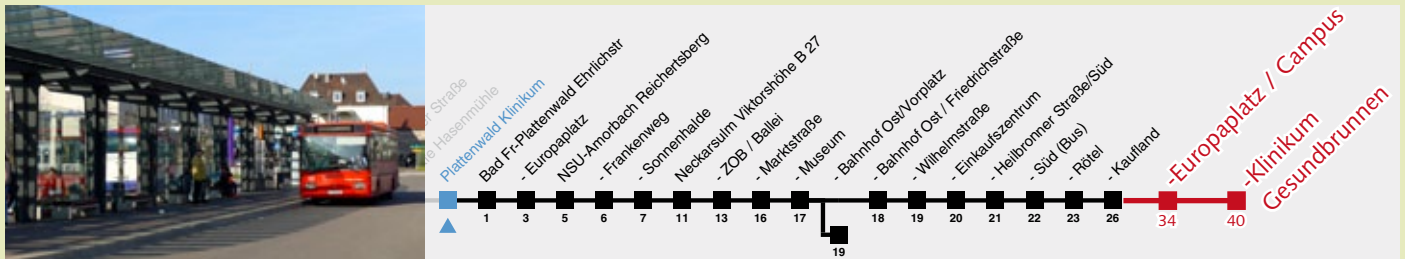 r Straße
e Hasenmühle
Plattenwald Klinikum
Bad Fr-Plattenwald Ehrlichstr
- Europaplatz
NSU-Amorbach Reichertsberg
- Frankenweg
- Sonnenhalde
Neckarsulm Viktorshöhe B 27
- ZOB / Ballei
- Marktstraße
- Museum
- Bahnhof Ost/Vorplatz
- Bahnhof Ost / Friedrichstraße
- Wilhelmstraße
- Einkaufszentrum
- Heilbronner Straße/Süd
- Süd (Bus)
- Rötel
- Kaufland
-Europaplatz / Campus
-Klinikum
Gesundbrunnen
1 3 5 6 7 11 13 16 17 18 19 20 21 22 23 26 34 40
19